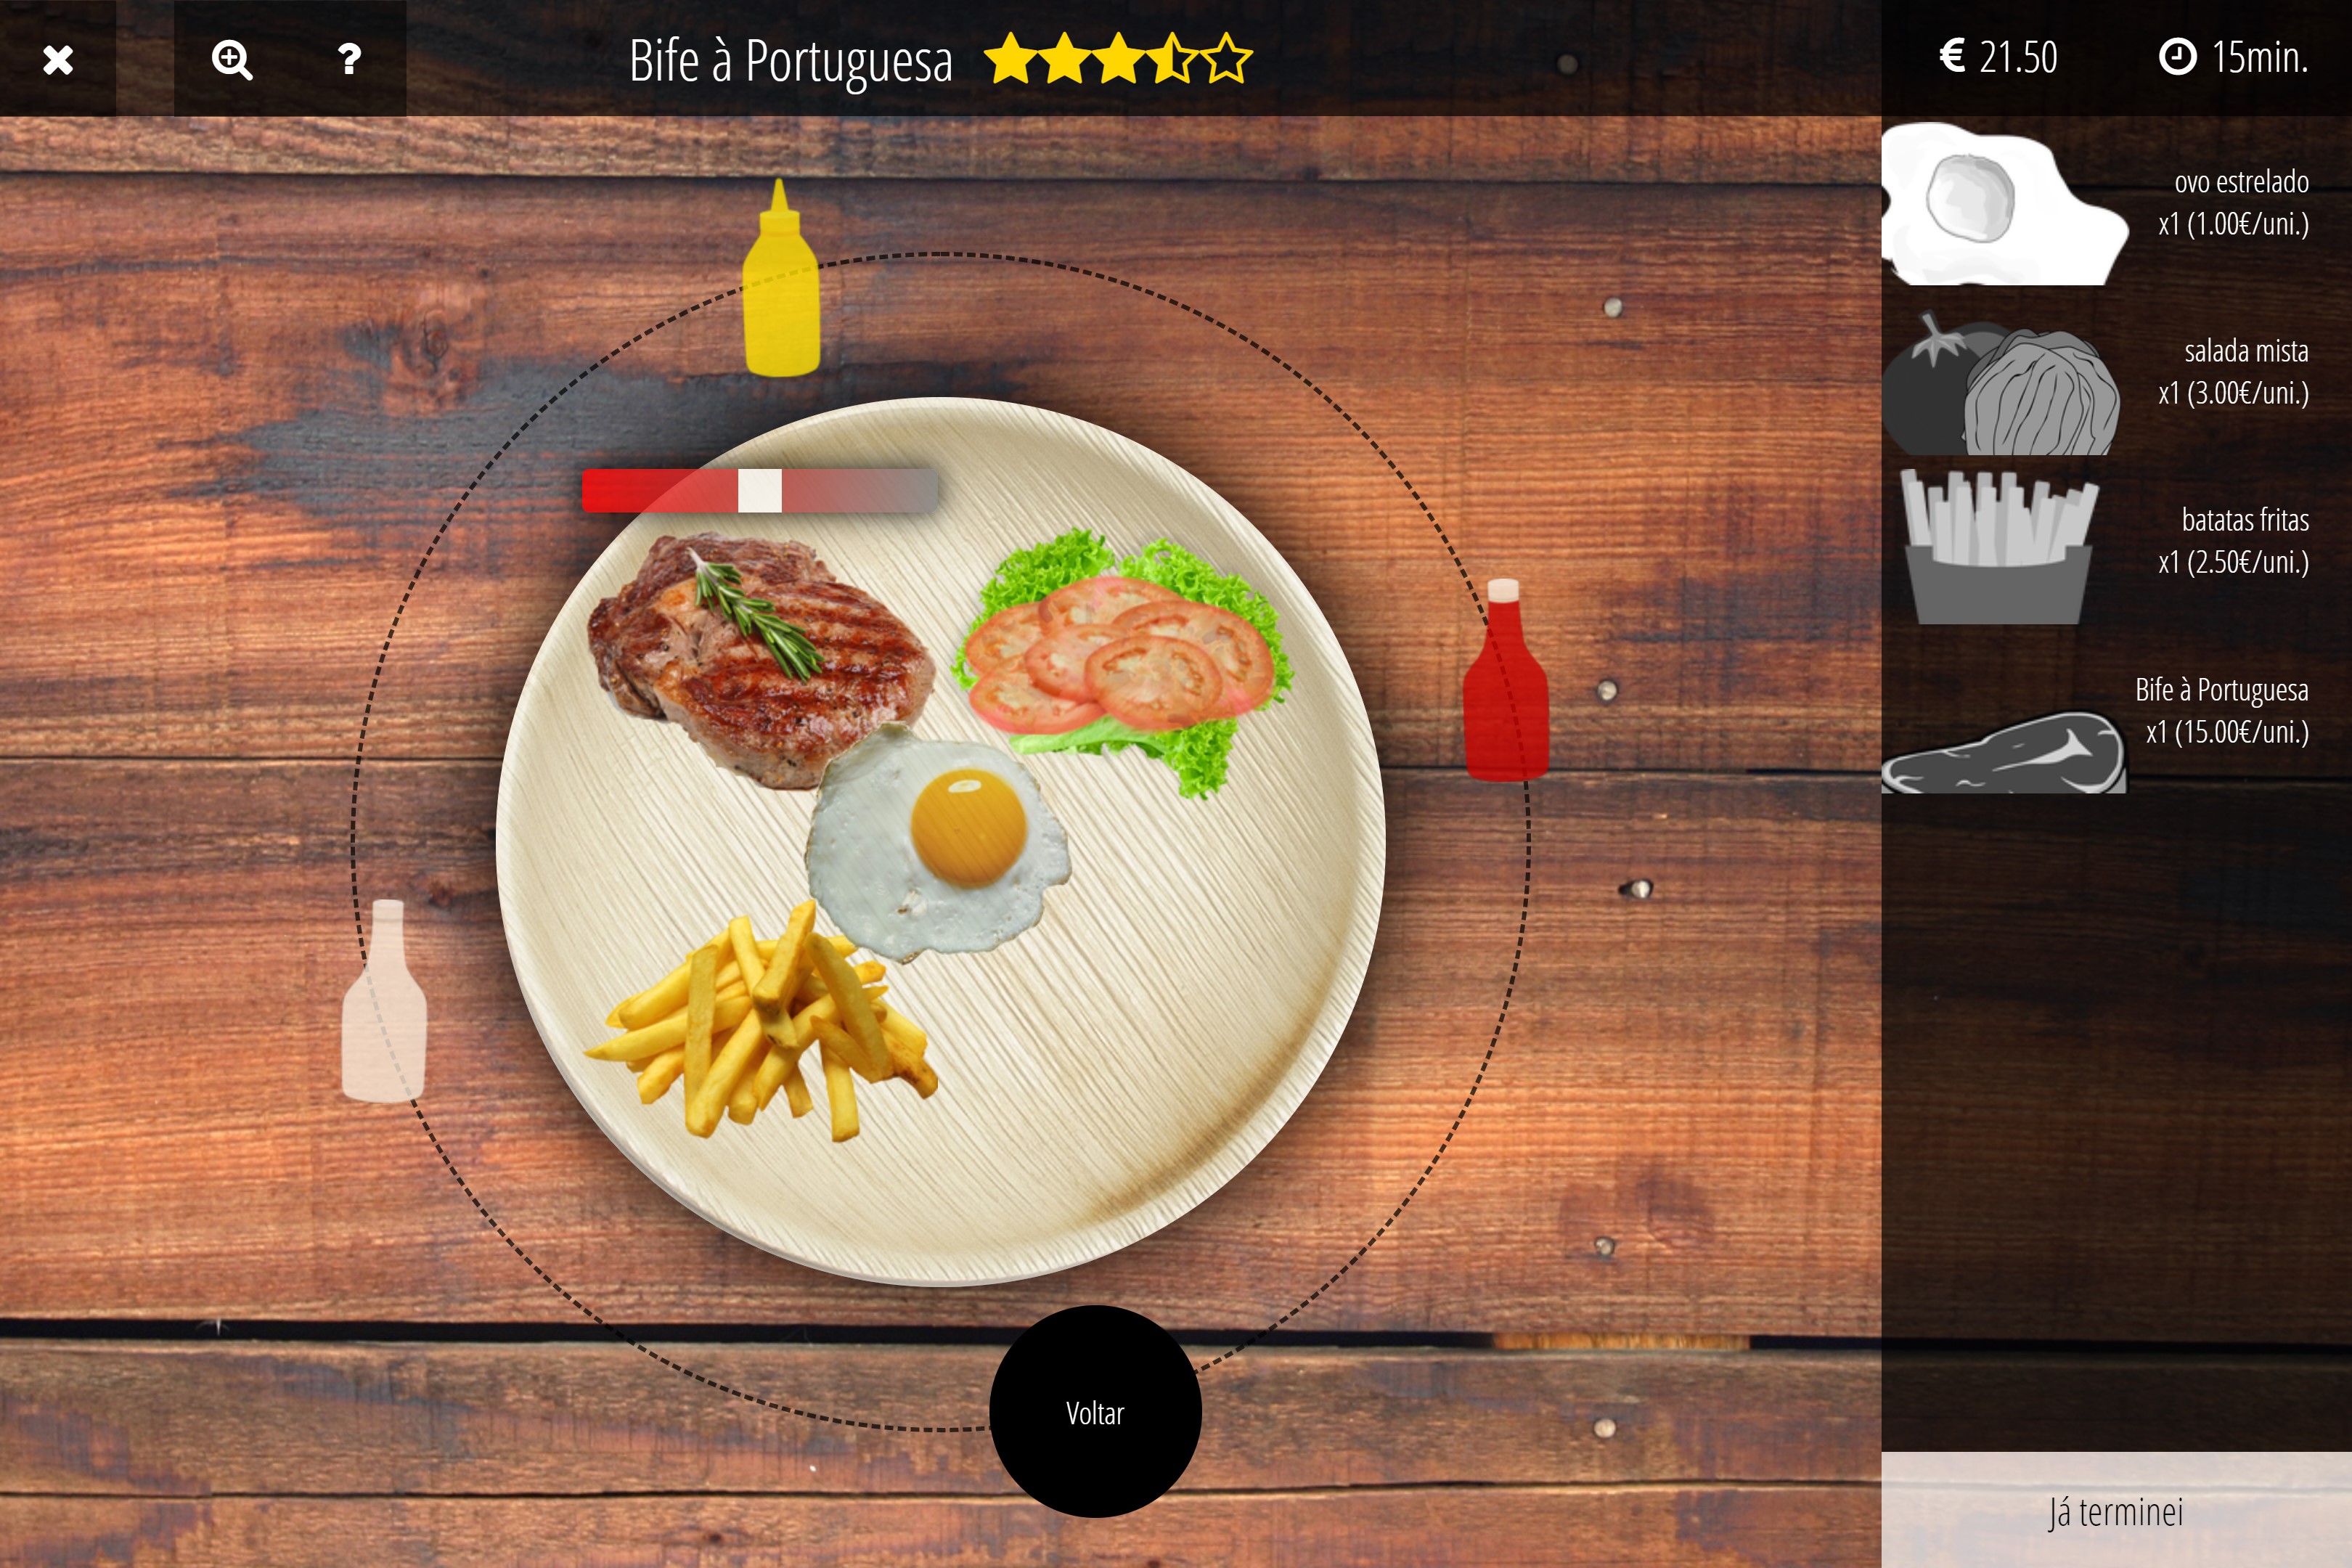 ?
Bife à Portuguesa
€ 21.50
15min.
ovo estrelado
x1 (1.00€/uni.)
salada mista
x1 (3.00€/uni.)
batatas fritas
x1 (2.50€/uni.)
Bife à Portuguesa
x1 (15.00€/uni.)
Voltar
Já terminei